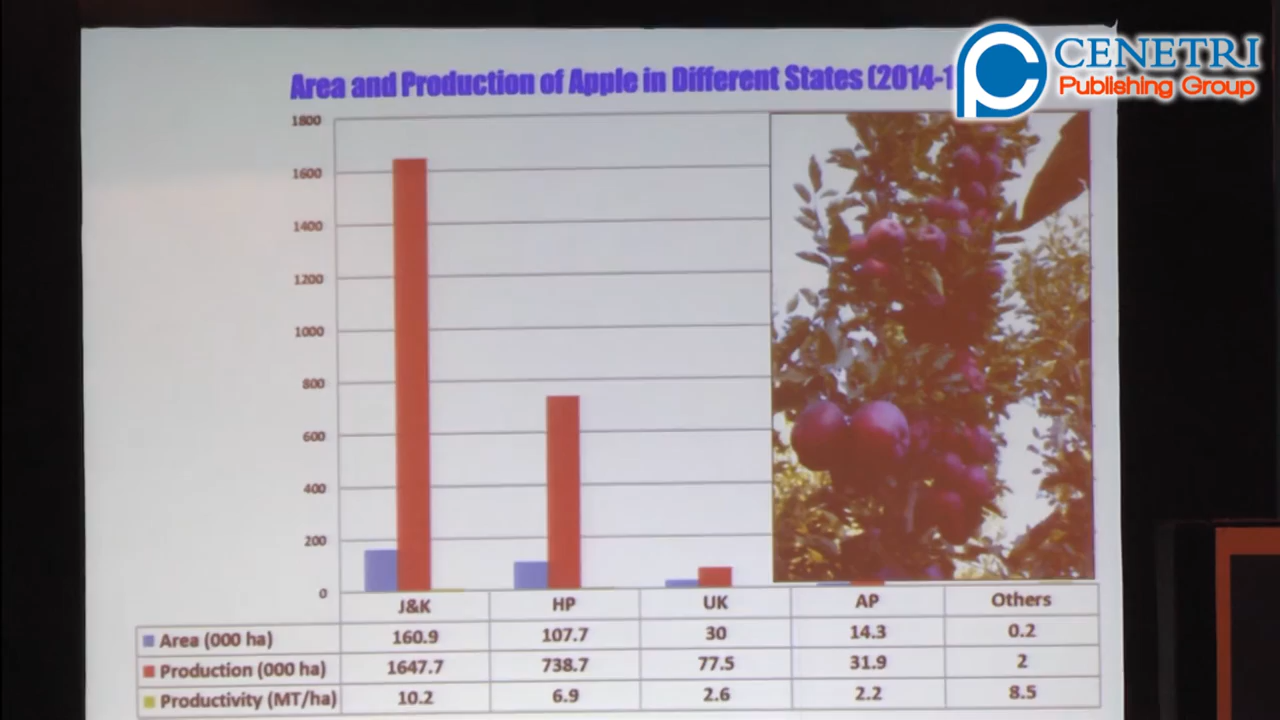 CENETRI
Publishing Group
Area and Production of Apple in Different States (2014-1
1800
1600
1400
1200
1000
800
600
400
200
0
J&K HP UK AP Others
Area (000 ha) 160.9 107.7 30 14.3 0.2
Production (000 ha) 1647.7 738.7 77.5 31.9 2
Productivity (MT/ha) 10.2 6.9 2.6 2.2 8.5